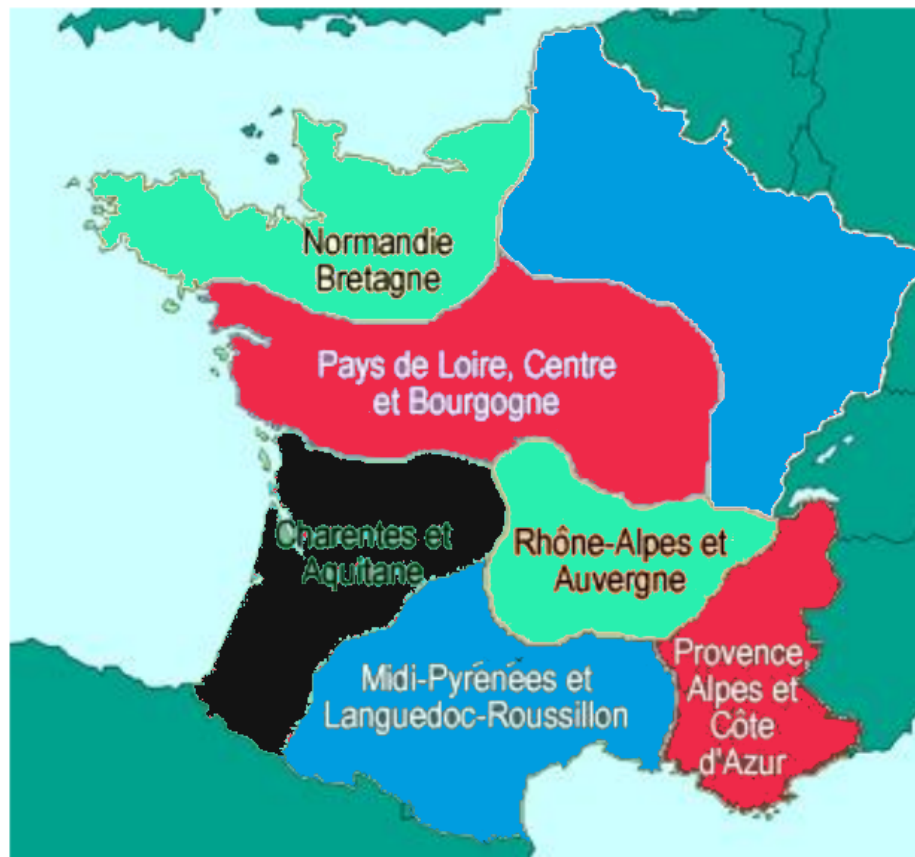 Normandie
Bretagne
Pays de Loire, Centre
et Bourgogne
Charentes et
Aquitane
Rhône-Alpes et
Auvergne
Midi-Pyrénées et
Languedoc-Roussillon
Provence,
Alpes et
Côte
d'Azur